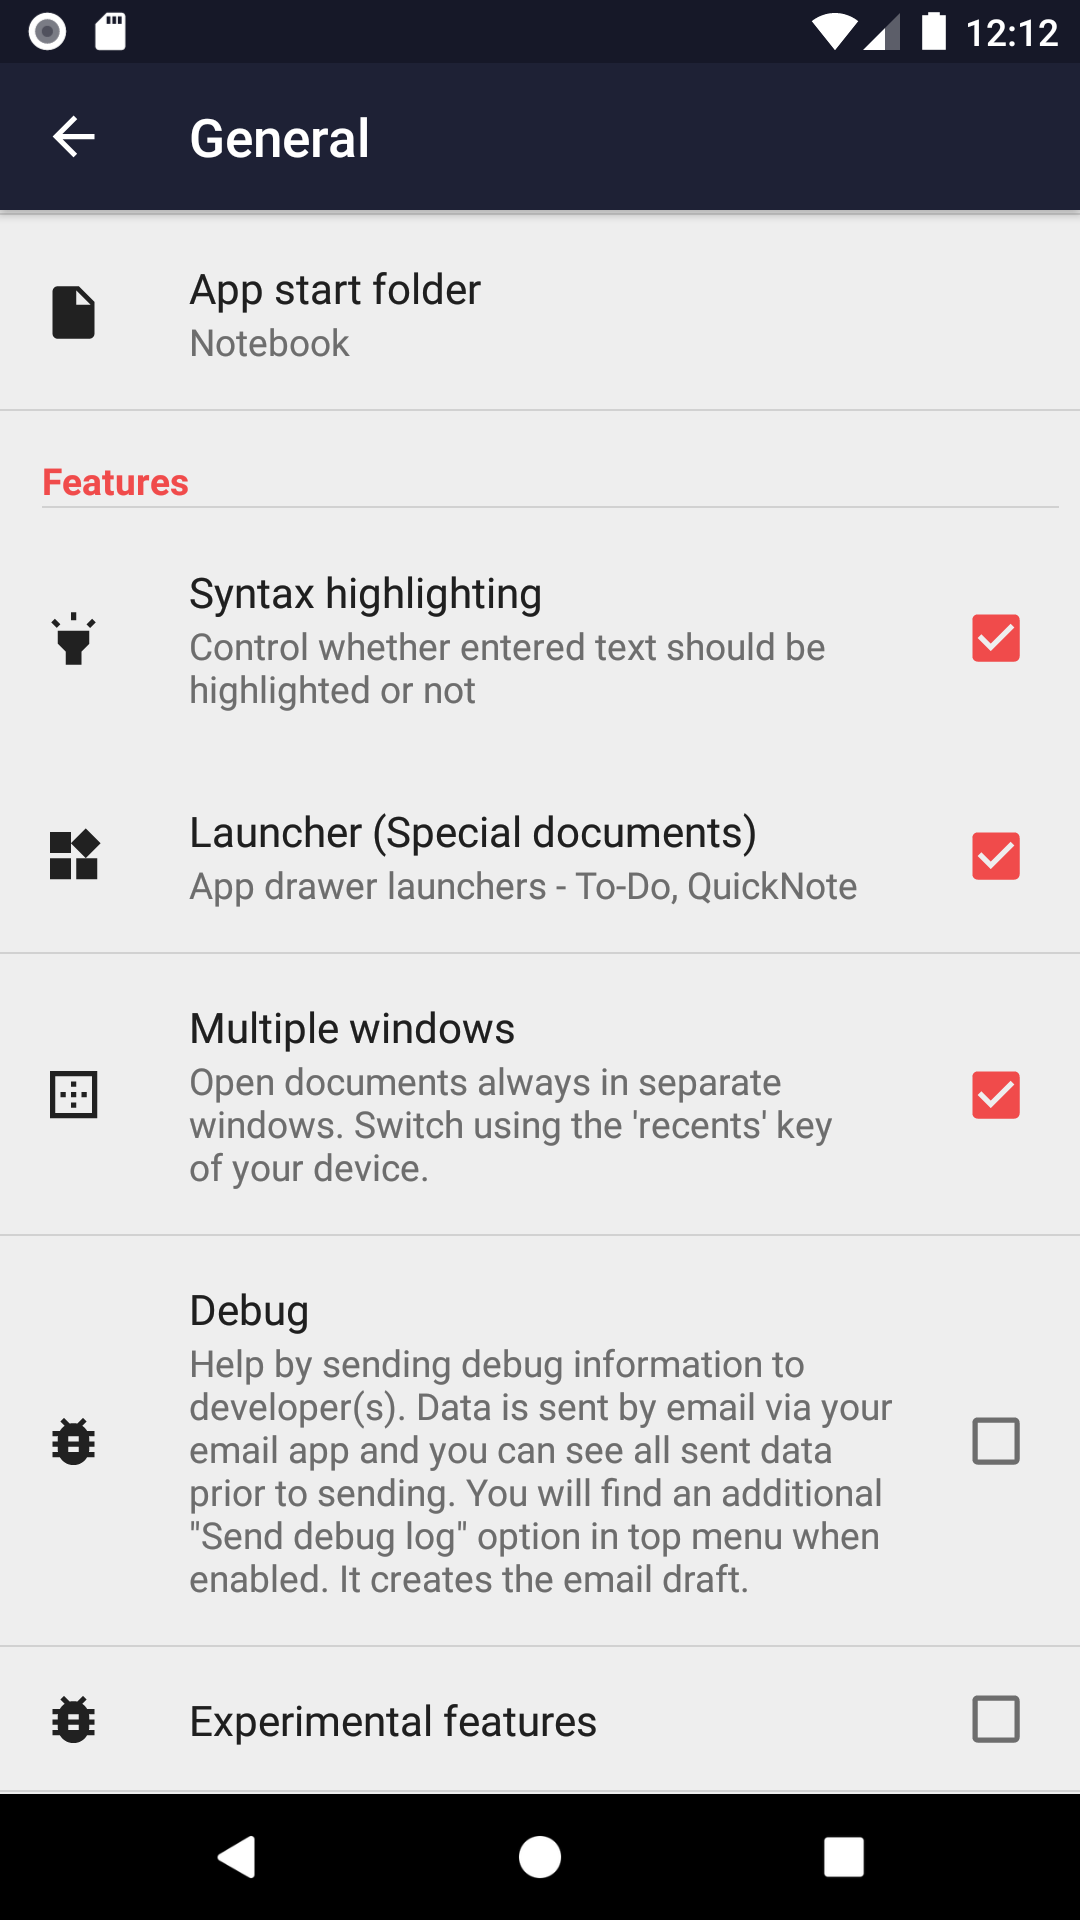 12:12
General
App start folder
Notebook
Features
Syntax highlighting
Control whether entered text should be
highlighted or not
Launcher (Special documents)
App drawer launchers - To-Do, QuickNote
Multiple windows
Open documents always in separate
windows. Switch using the 'recents' key
of your device.
Debug
Help by sending debug information to
developer(s). Data is sent by email via your
email app and you can see all sent data
prior to sending. You will find an additional
"Send debug log" option in top menu when
enabled. It creates the email draft.
Experimental features